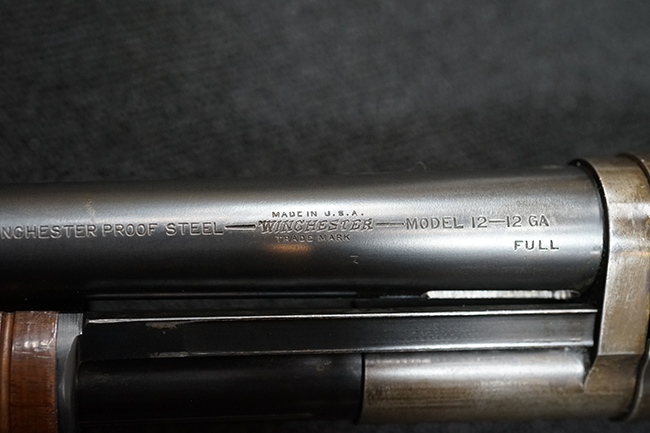 NCHESTER PROOF STEEL—WINCHESTER—MODEL 12—12 GA
MADE IN U.S.A.
TRADE MARK
FULL